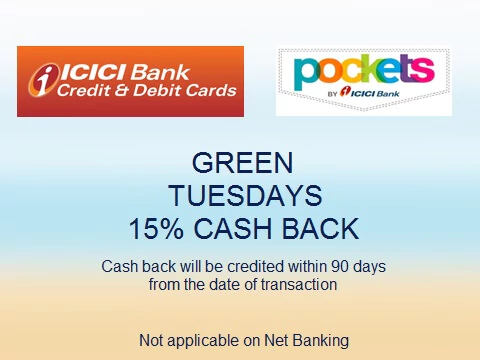 ICICI Bank
Credit & Debit Cards
pockets
BY ICICI Bank
GREEN
TUESDAYS
15% CASH BACK
Cash back will be credited within 90 days
from the date of transaction
Not applicable on Net Banking